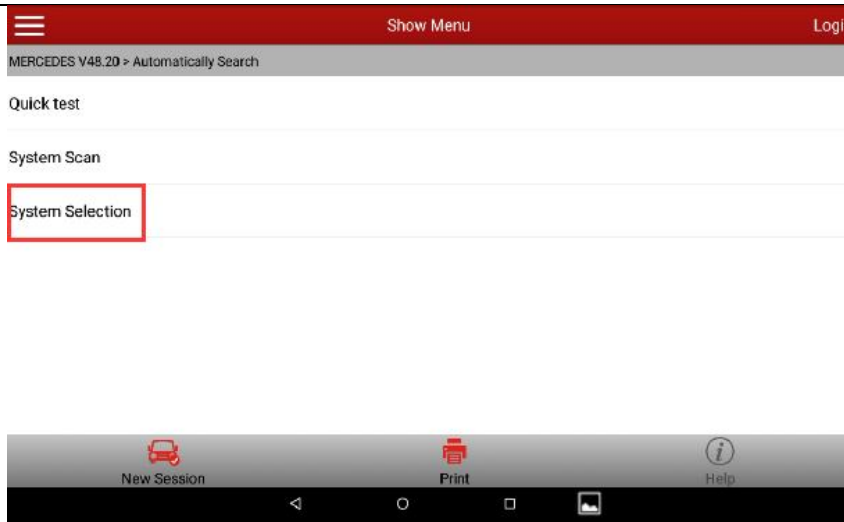 Show Menu
Logi
MERCEDES V48.20 > Automatically Search
Quick test
System Scan
System Selection
New Session
Print
Help